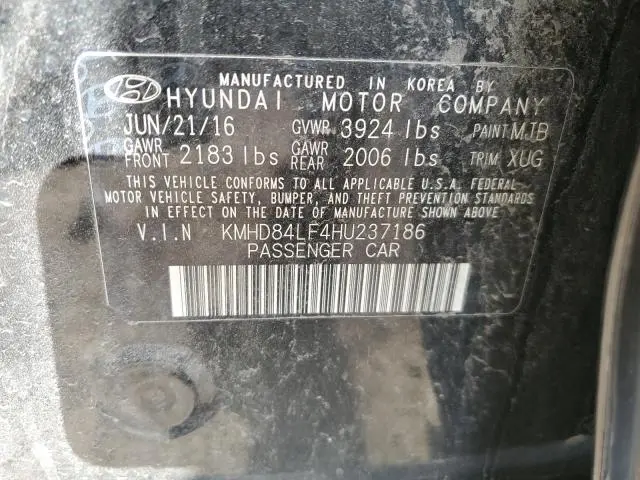 MANUFACTURED IN KOREA BY
HYUNDAI MOTOR COMPANY
JUN/21/16 GVWR 3924 lbs PAINT MJB
GAWR FRONT 2183 lbs GAWR REAR 2006 lbs TRIM XUG
THIS VEHICLE CONFORMS TO ALL APPLICABLE U.S.A. FEDERAL
MOTOR VEHICLE SAFETY, BUMPER, AND THEFT PREVENTION STANDARDS
IN EFFECT ON THE DATE OF MANUFACTURE SHOWN ABOVE
V.I.N KMHD84LF4HU237186
PASSENGER CAR